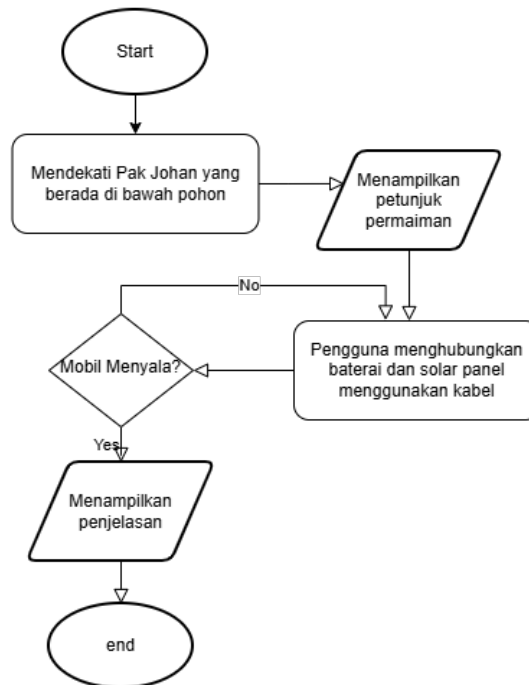 Start
Mendekati Pak Johan yang
berada di bawah pohon
Menampilkan
petunjuk
permaiman
No
Mobil Menyala?
Pengguna menghubungkan
baterai dan solar panel
menggunakan kabel
Yes
Menampilkan
penjelasan
end